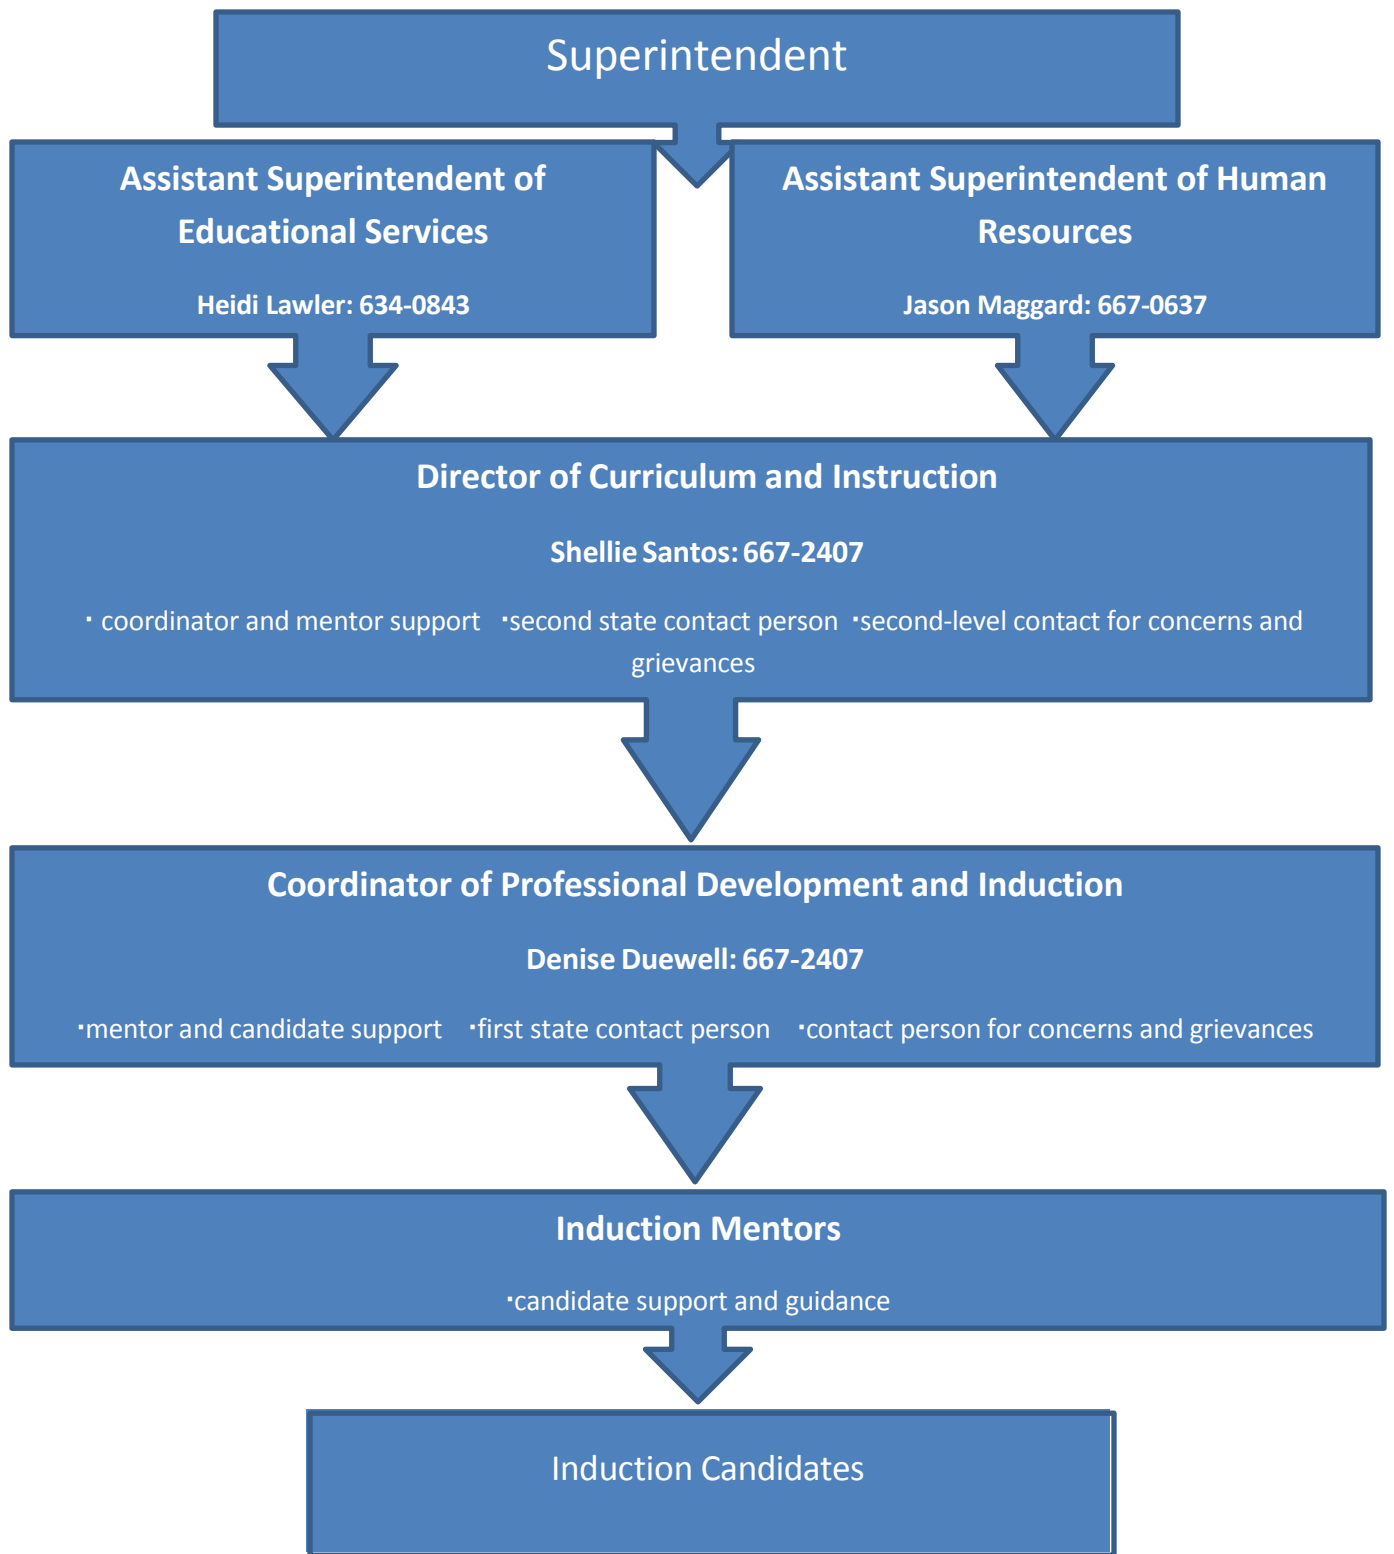 Superintendent
Assistant Superintendent of
Educational Services
Heidi Lawler: 634-0843
Assistant Superintendent of Human
Resources
Jason Maggard: 667-0637
Director of Curriculum and Instruction
Shellie Santos: 667-2407
· coordinator and mentor support ·second state contact person ·second-level contact for concerns and
grievances
Coordinator of Professional Development and Induction
Denise Duewell: 667-2407
·mentor and candidate support ·first state contact person ·contact person for concerns and grievances
Induction Mentors
·candidate support and guidance
Induction Candidates